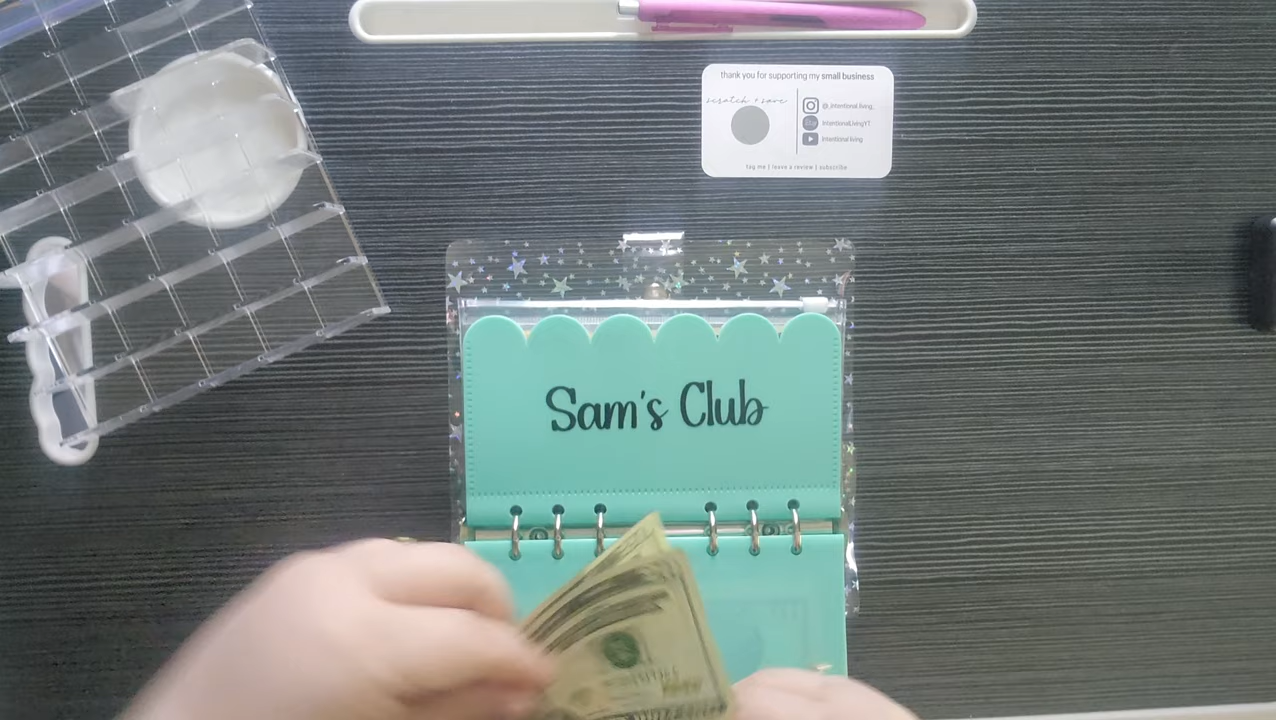 thank you for supporting my small business
scratch + save
@_intentional.living_
IntentionalLivingYT
intentional living
tag me | leave a review | subscribe
Sam's Club